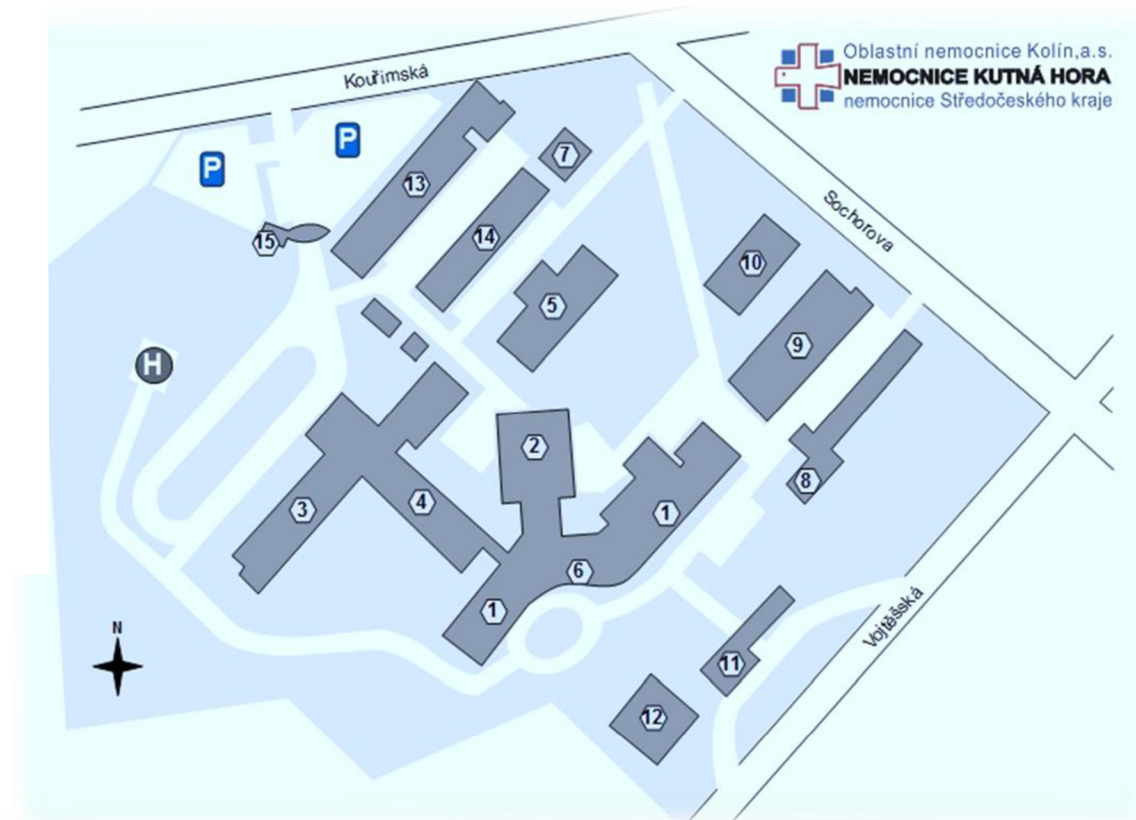 Oblastní nemocnice Kolín,a.s.
NEMOCNICE KUTNÁ HORA
nemocnice Středočeského kraje
Kouřimská
P
P
7
13
Sochorova
14
15
10
5
9
H
2
4
3
8
1
6
1
N
Vojtěšská
11
12